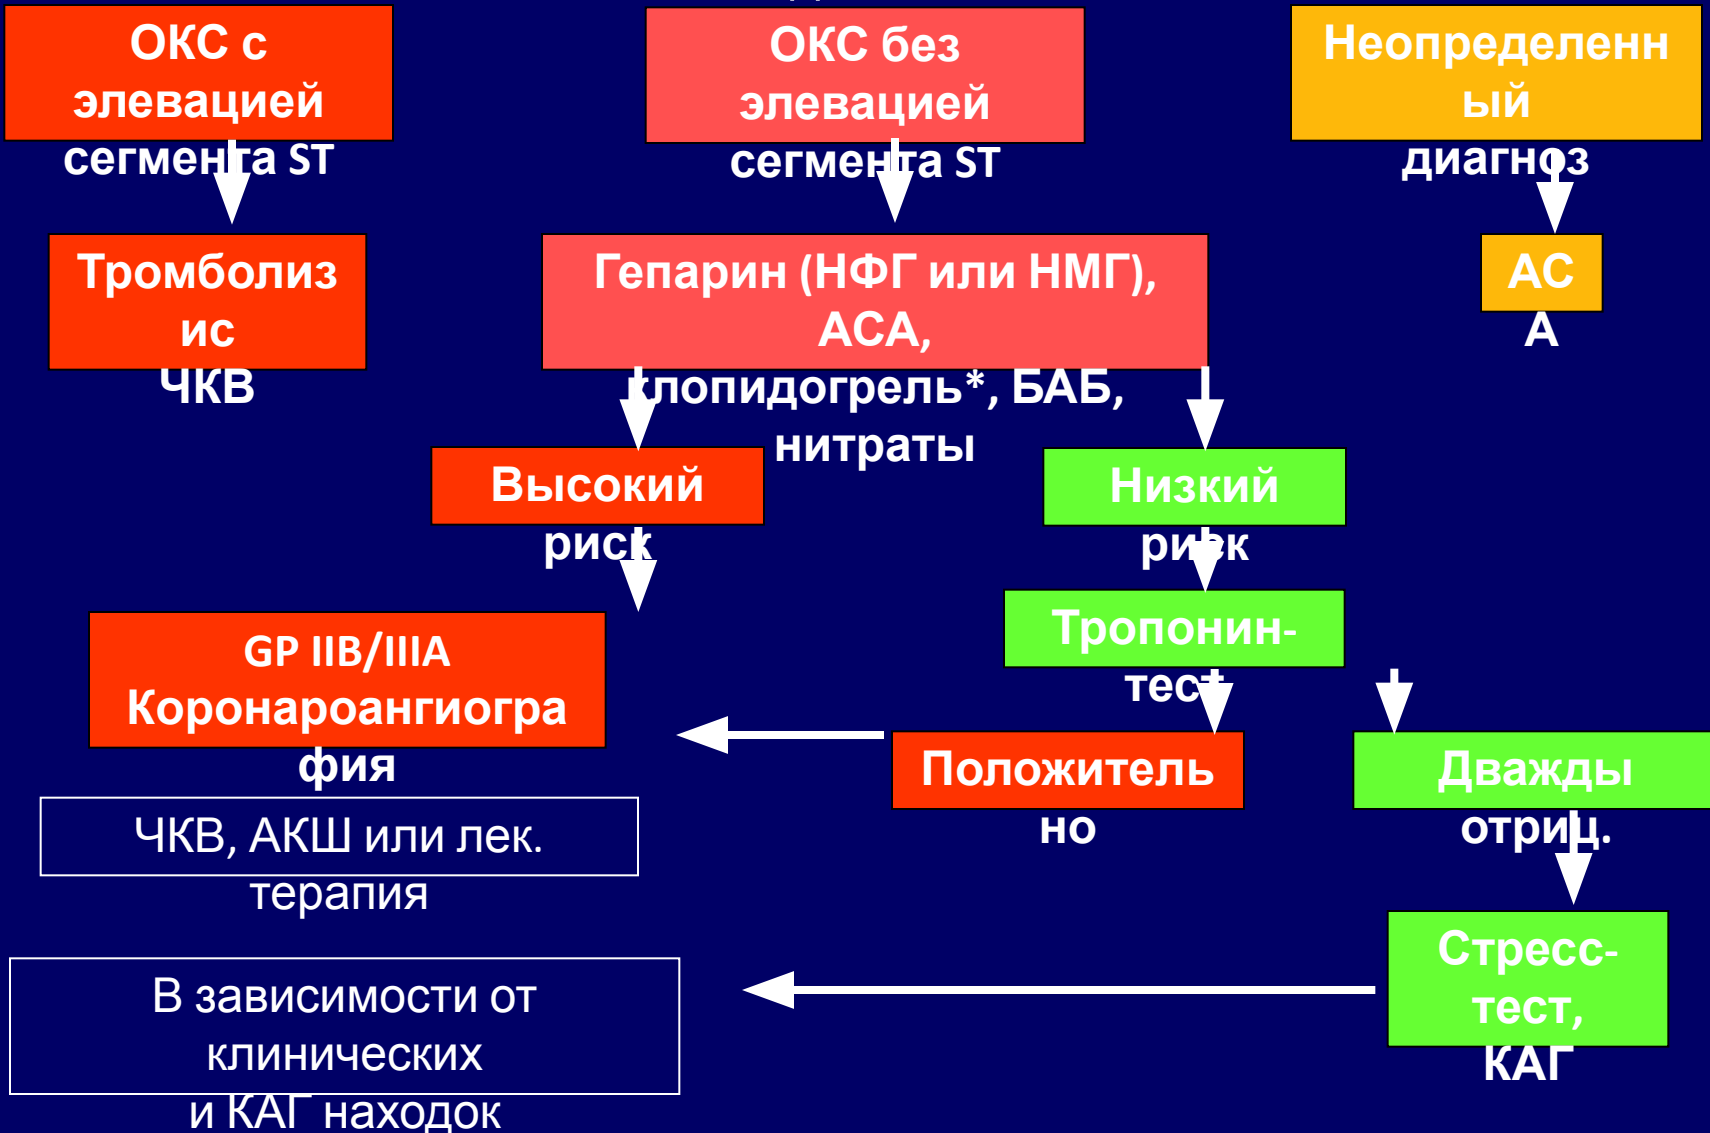 ОКС с
элевацией
сегмента ST
ОКС без
элевацией
сегмента ST
Неопределенн
ый
диагноз
Тромболиз
ис
ЧКВ
Гепарин (НФГ или НМГ),
АСА,
клопидогрель*, БАБ,
нитраты
АС
А
Высокий
риск
Низкий
риск
Тропонин-
тест
GP IIB/IIIA
Коронароангиогра
фия
Положитель
но
Дважды
отриц.
ЧКВ, АКШ или лек.
терапия
Стресс-
тест,
КАГ
В зависимости от
клинических
и КАГ находок